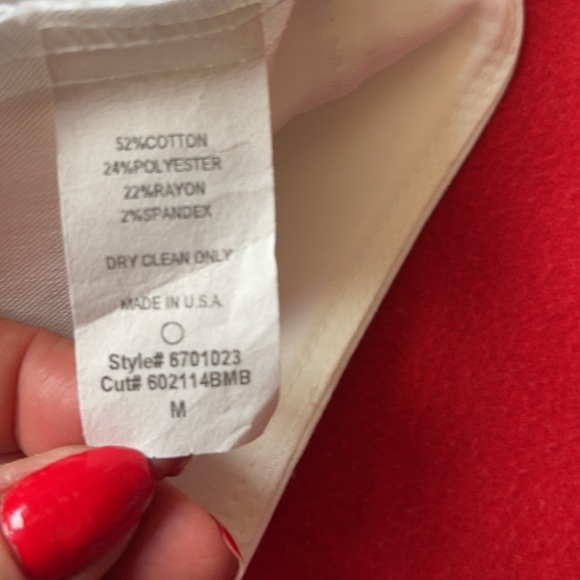 52%COTTON
24%POLYESTER
22%RAYON
2%SPANDEX
DRY CLEAN ONLY
MADE IN U.S.A.
Style# 6701023
Cut# 602114BMB
M